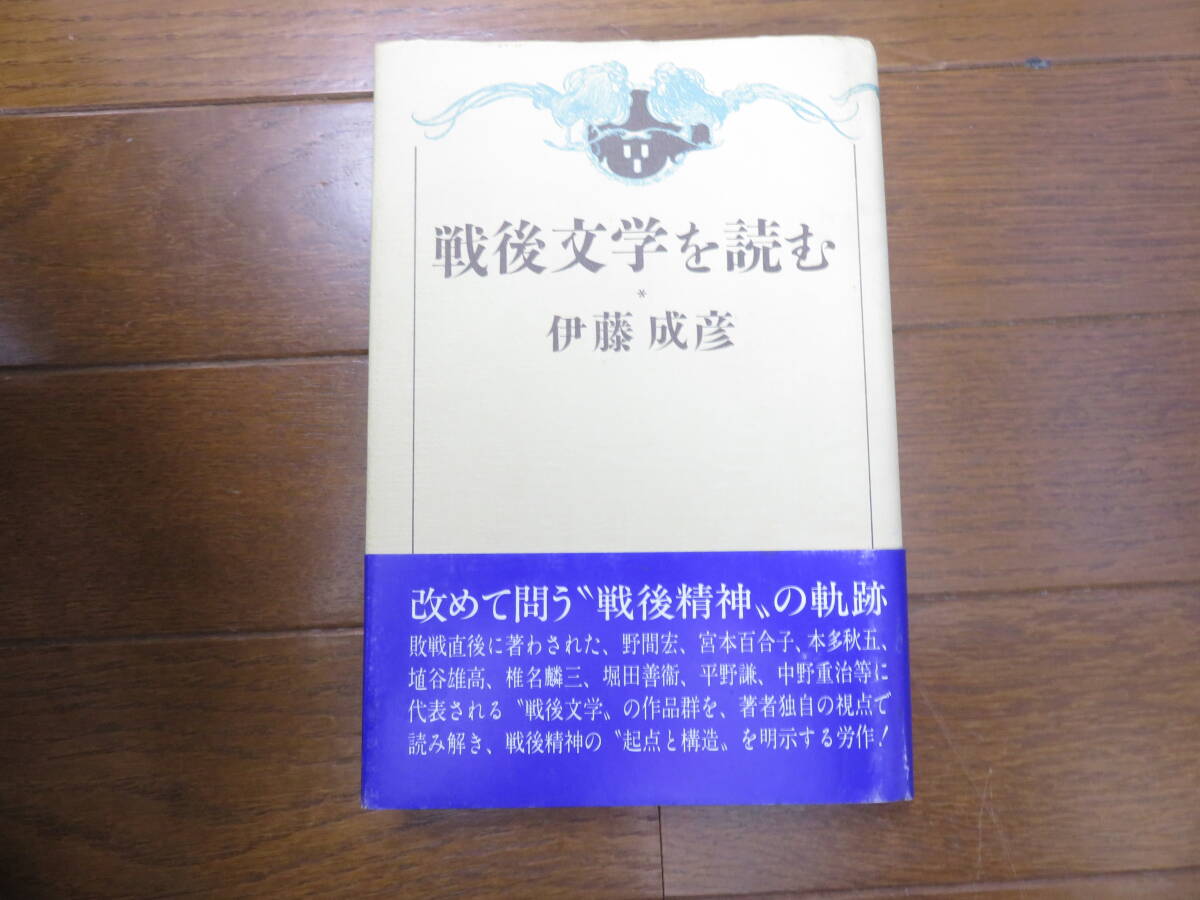 戦後文学を読む
*
伊藤成彦
改めて問う〝戦後精神〟の軌跡
敗戦直後に著わされた、野間宏、宮本百合子、本多秋五、
埴谷雄高、椎名麟三、堀田善衞、平野謙、中野重治等に
代表される〝戦後文学〟の作品群を、著者独自の視点で
読み解き、戦後精神の〝起点と構造〟を明示する労作!